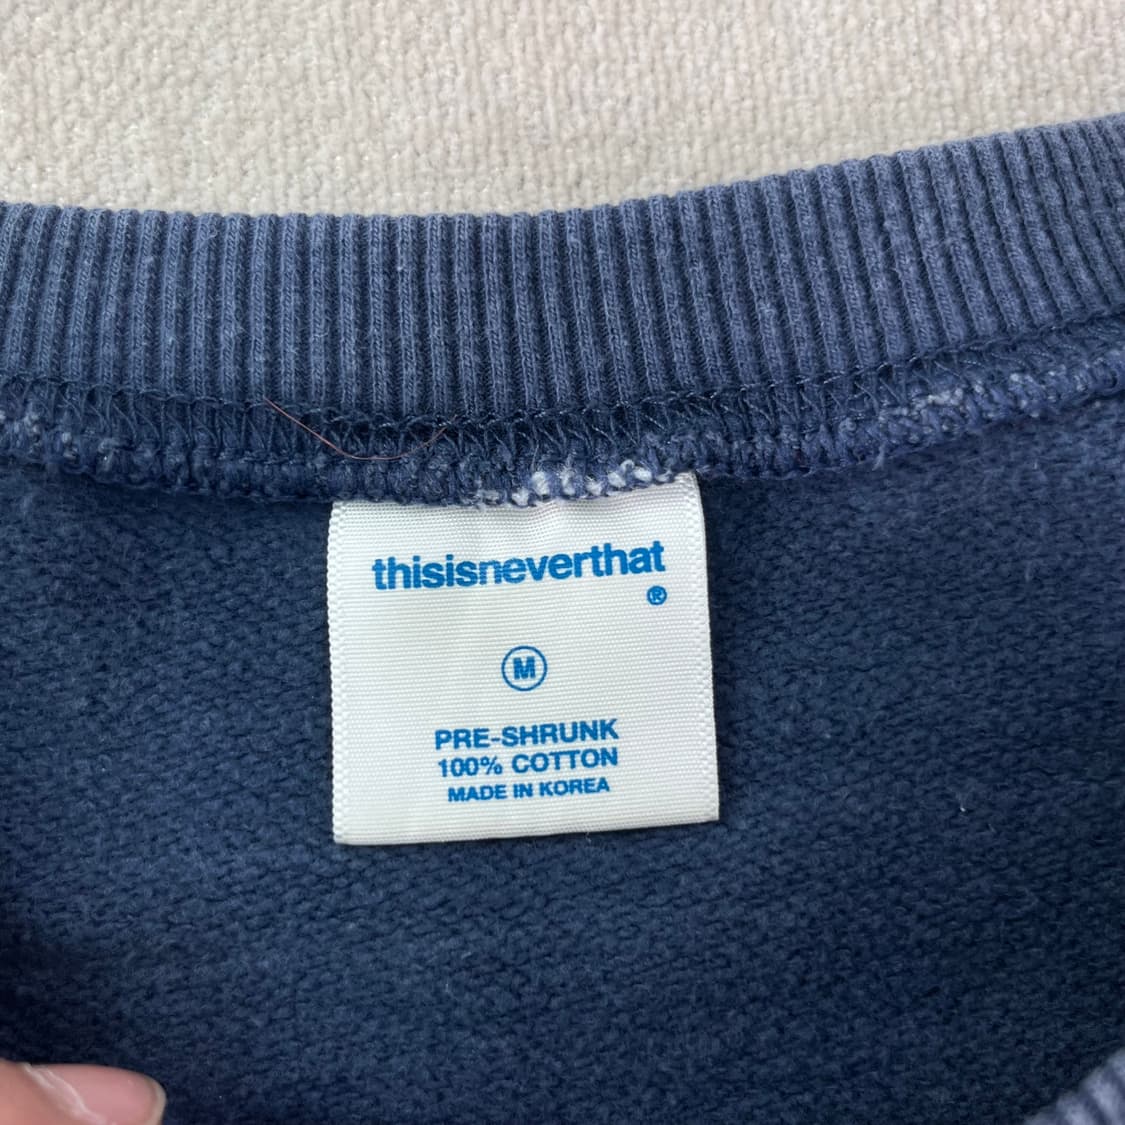 thisisneverthat
®
M
PRE-SHRUNK
100% COTTON
MADE IN KOREA